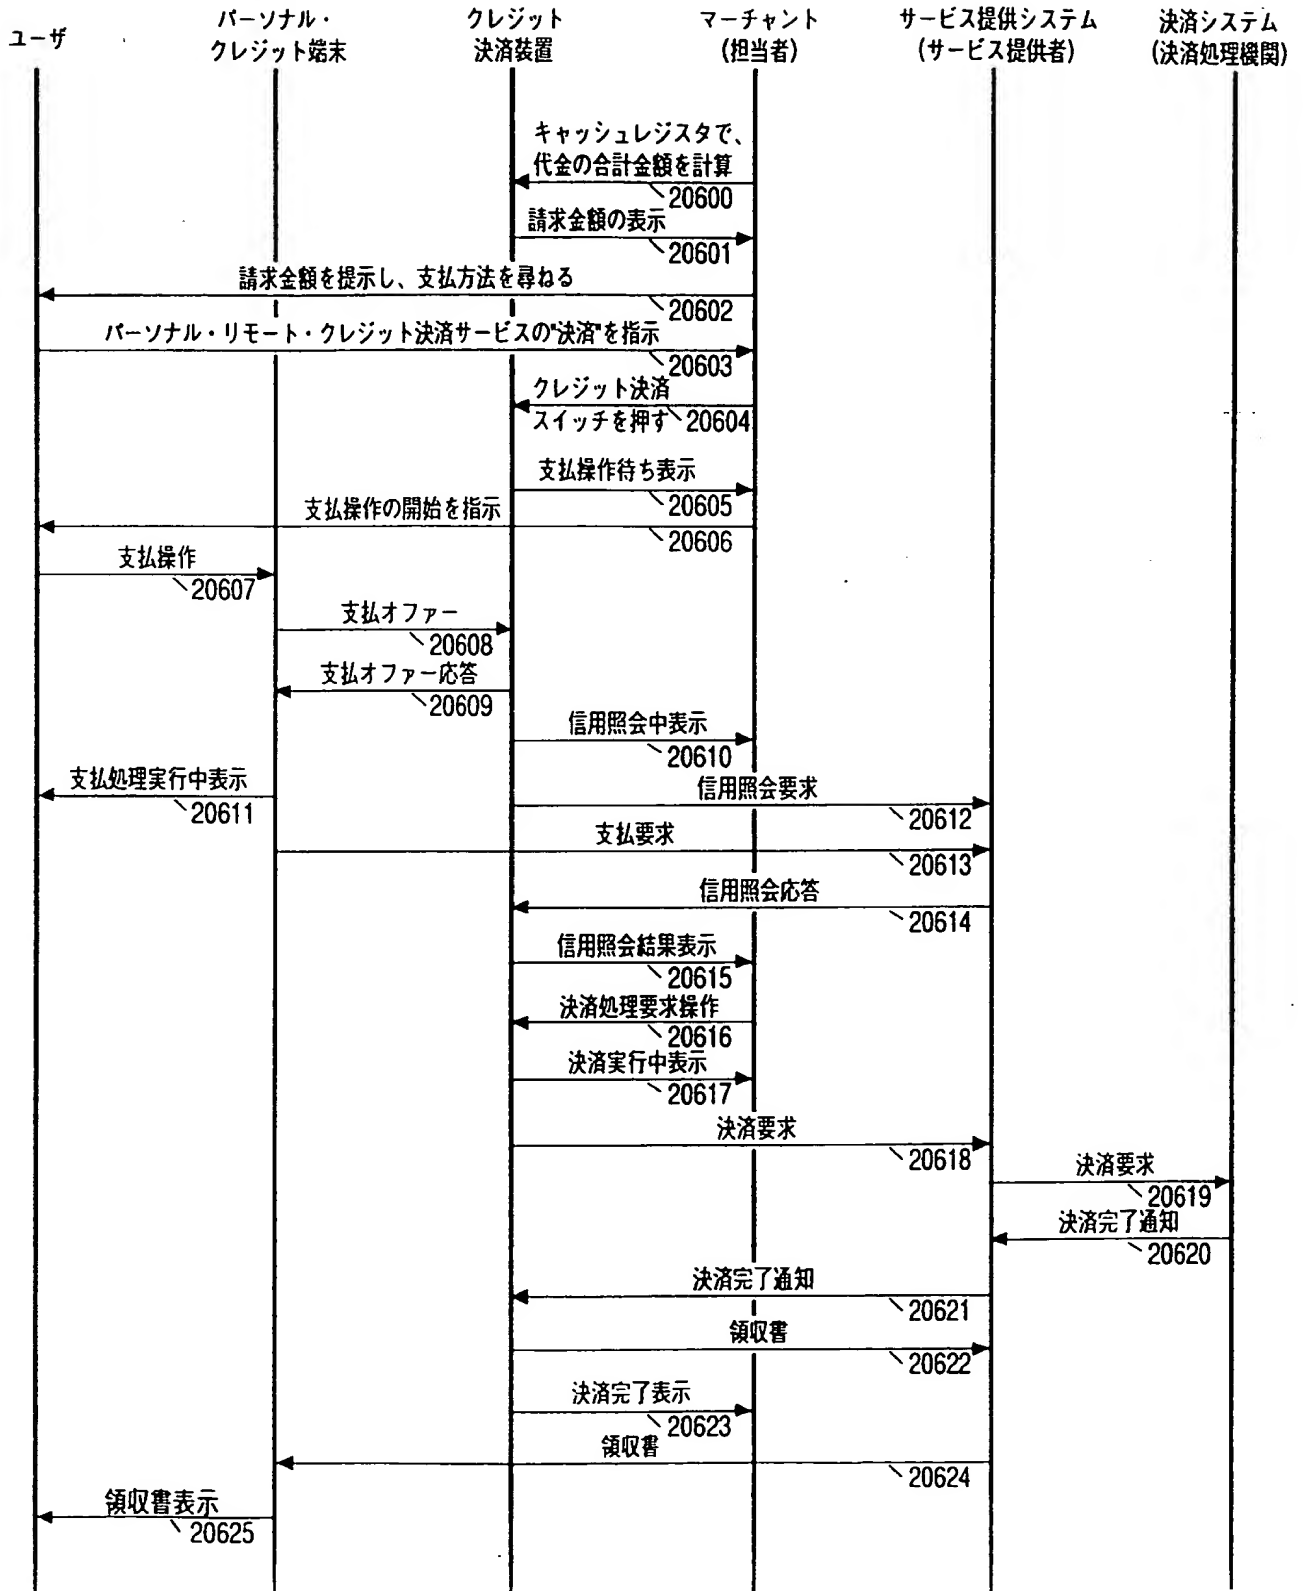 ユーザ
パーソナル・
クレジット端末
クレジット
決済装置
マーチャント
(担当者)
サービス提供システム
(サービス提供者)
決済システム
(決済処理機関)
キャッシュレジスタで、
代金の合計金額を計算
20600
請求金額の表示
20601
請求金額を提示し、支払方法を尋ねる
20602
パーソナル・リモート・クレジット決済サービスの"決済"を指示
20603
クレジット決済
スイッチを押す
20604
支払操作待ち表示
20605
支払操作の開始を指示
20606
支払操作
20607
支払オファー
20608
支払オファー応答
20609
信用照会中表示
20610
支払処理実行中表示
20611
信用照会要求
20612
支払要求
20613
信用照会応答
20614
信用照会結果表示
20615
決済処理要求操作
20616
決済実行中表示
20617
決済要求
20618
決済要求
20619
決済完了通知
20620
決済完了通知
20621
領収書
20622
決済完了表示
20623
領収書
20624
領収書表示
20625